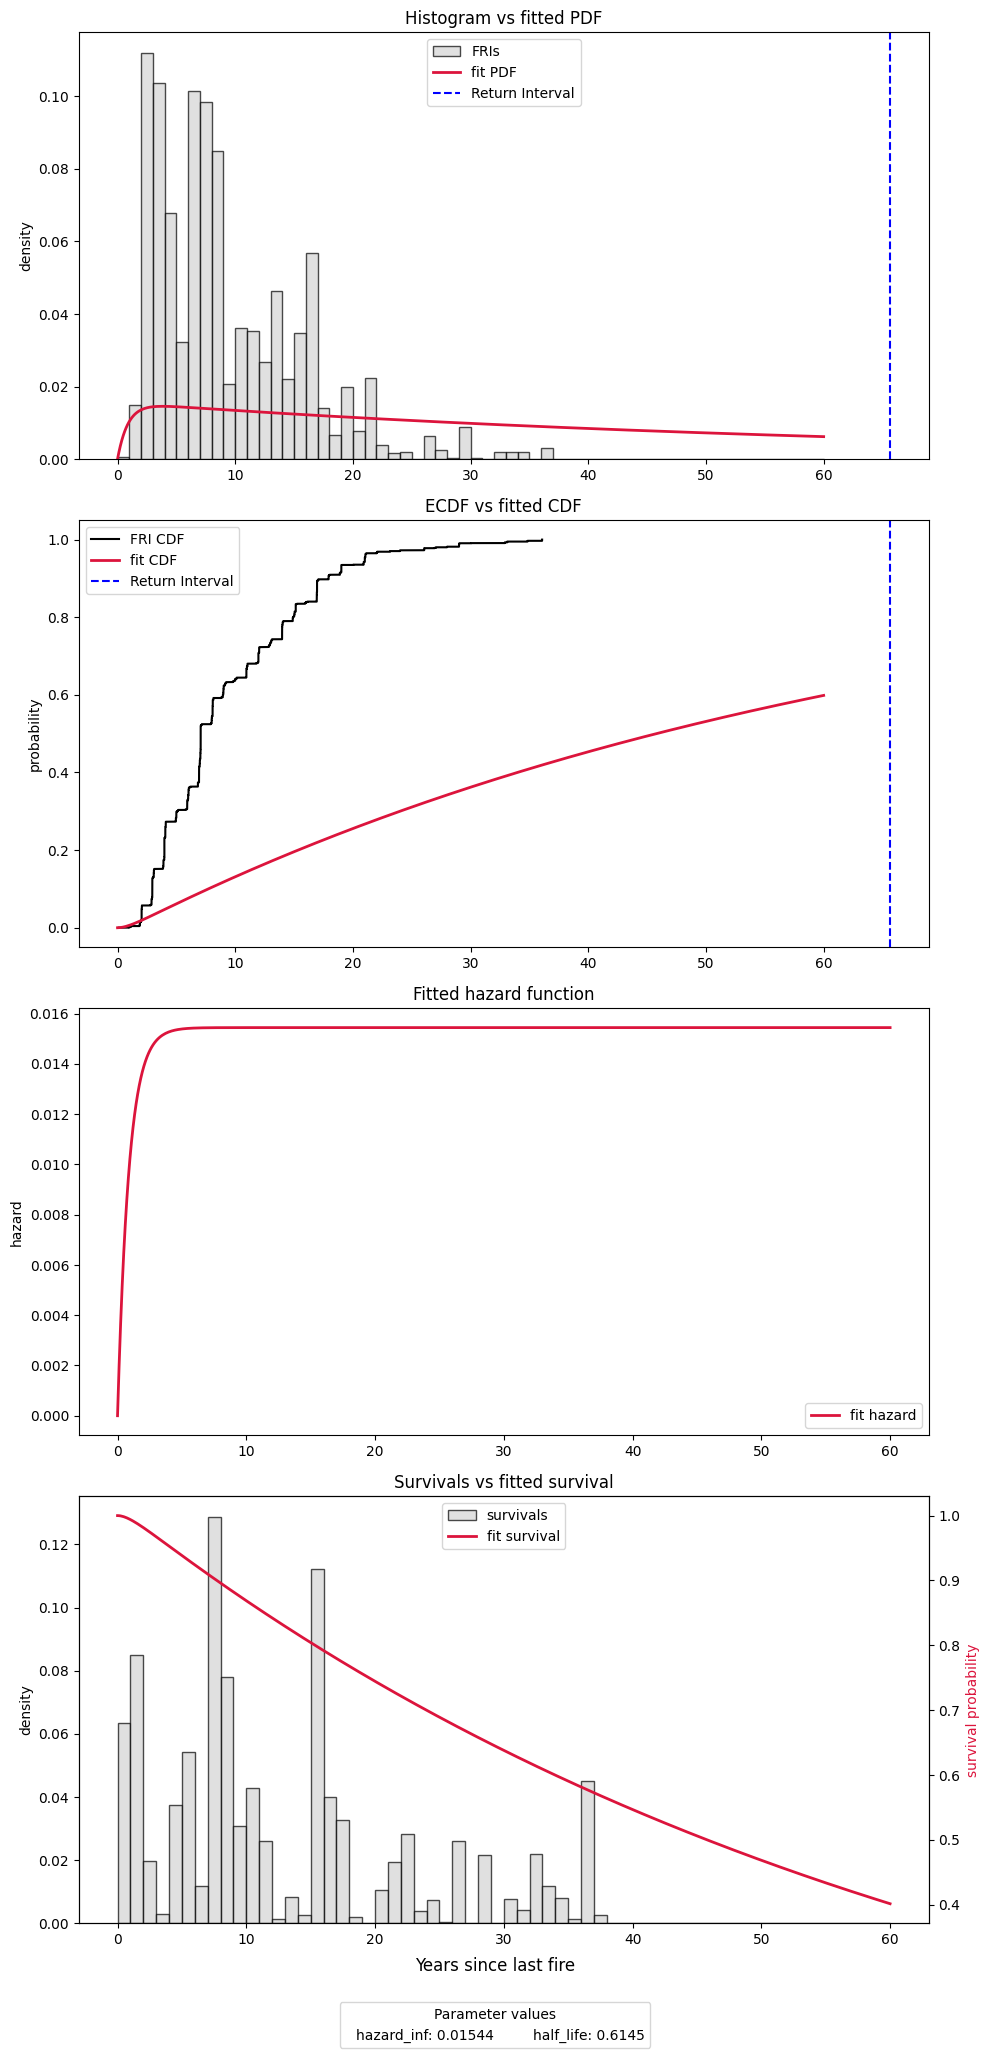 Histogram vs fitted PDF
FRIs
fit PDF
Return Interval
density
0.10
0.08
0.06
0.04
0.02
0.00
0 10 20 30 40 50 60
ECDF vs fitted CDF
FRI CDF
fit CDF
Return Interval
probability
1.0
0.8
0.6
0.4
0.2
0.0
0 10 20 30 40 50 60
Fitted hazard function
hazard
0.016
0.014
0.012
0.010
0.008
0.006
0.004
0.002
0.000
fit hazard
0 10 20 30 40 50 60
Survivals vs fitted survival
survivals
fit survival
density
0.12
0.10
0.08
0.06
0.04
0.02
0.00
1.0
0.9
0.8
0.7
0.6
0.5
0.4
survival probability
0 10 20 30 40 50 60
Years since last fire
Parameter values
hazard_inf: 0.01544 half_life: 0.6145